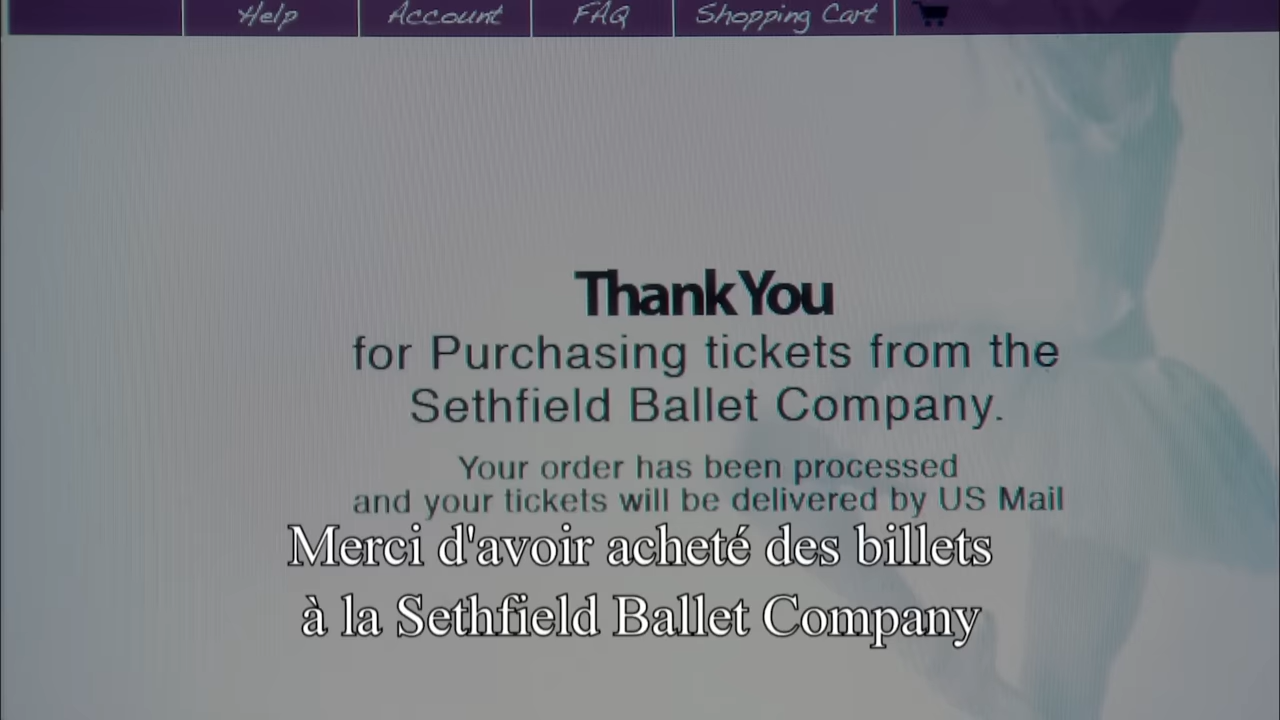 Help Account FAQ Shopping Cart
Thank You
for Purchasing tickets from the
Sethfield Ballet Company.
Your order has been processed
and your tickets will be delivered by US Mail
Merci d'avoir acheté des billets
à la Sethfield Ballet Company